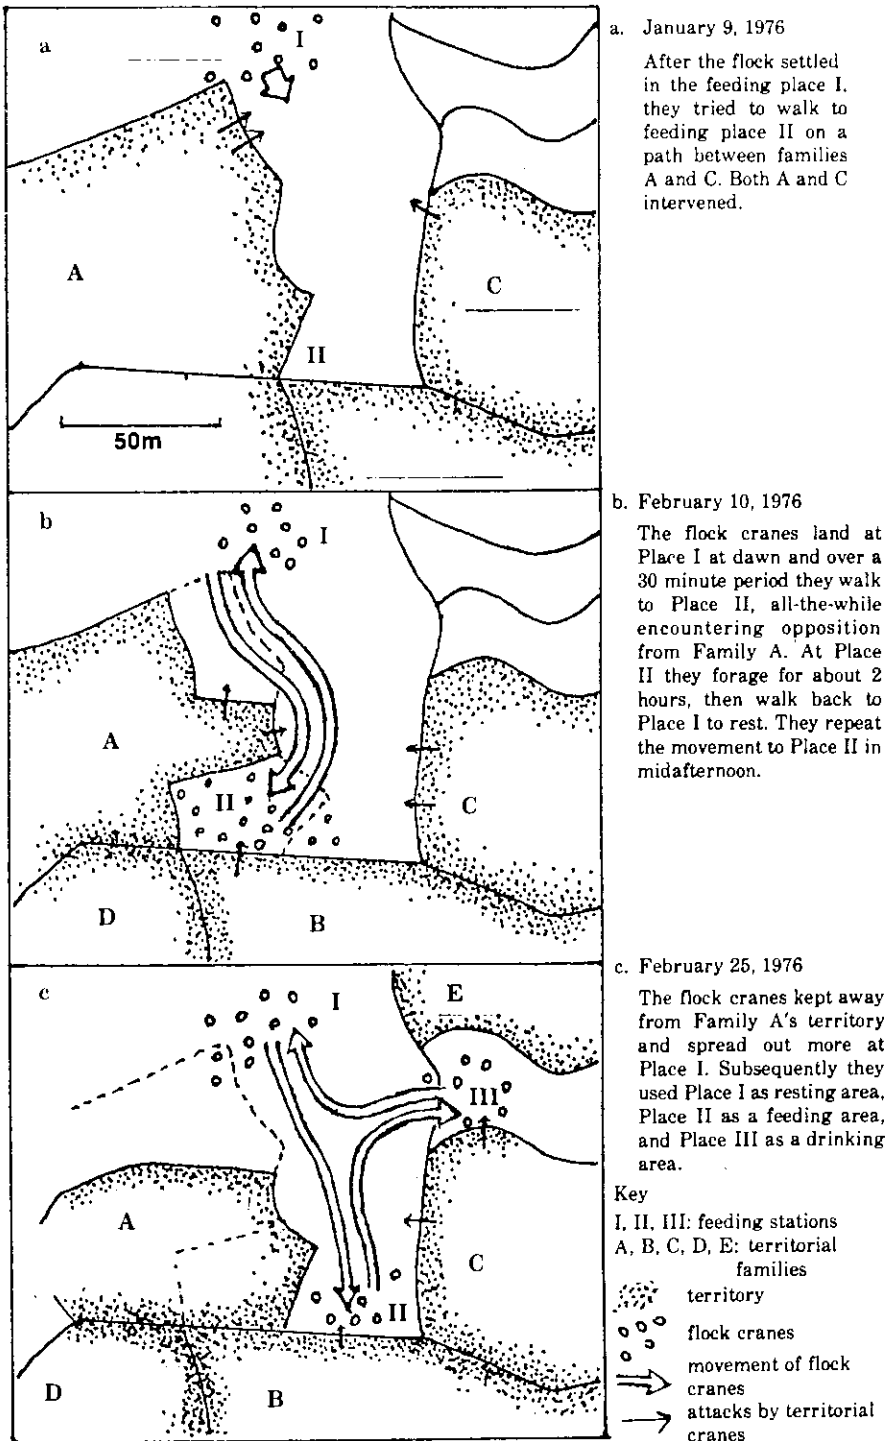 a
I
A
C
II
50m
a. January 9, 1976
After the flock settled
in the feeding place I,
they tried to walk to
feeding place II on a
path between families
A and C. Both A and C
intervened.
b
I
A
II
C
D
B
b. February 10, 1976
The flock cranes land at
Place I at dawn and over a
30 minute period they walk
to Place II, all-the-while
encountering opposition
from Family A. At Place
II they forage for about 2
hours, then walk back to
Place I to rest. They repeat
the movement to Place II in
midafternoon.
c
I
E
III
A
C
II
D
B
c. February 25, 1976
The flock cranes kept away
from Family A's territory
and spread out more at
Place I. Subsequently they
used Place I as resting area,
Place II as a feeding area,
and Place III as a drinking
area.
Key
I, II, III: feeding stations
A, B, C, D, E: territorial
families
territory
flock cranes
movement of flock
cranes
attacks by territorial
cranes